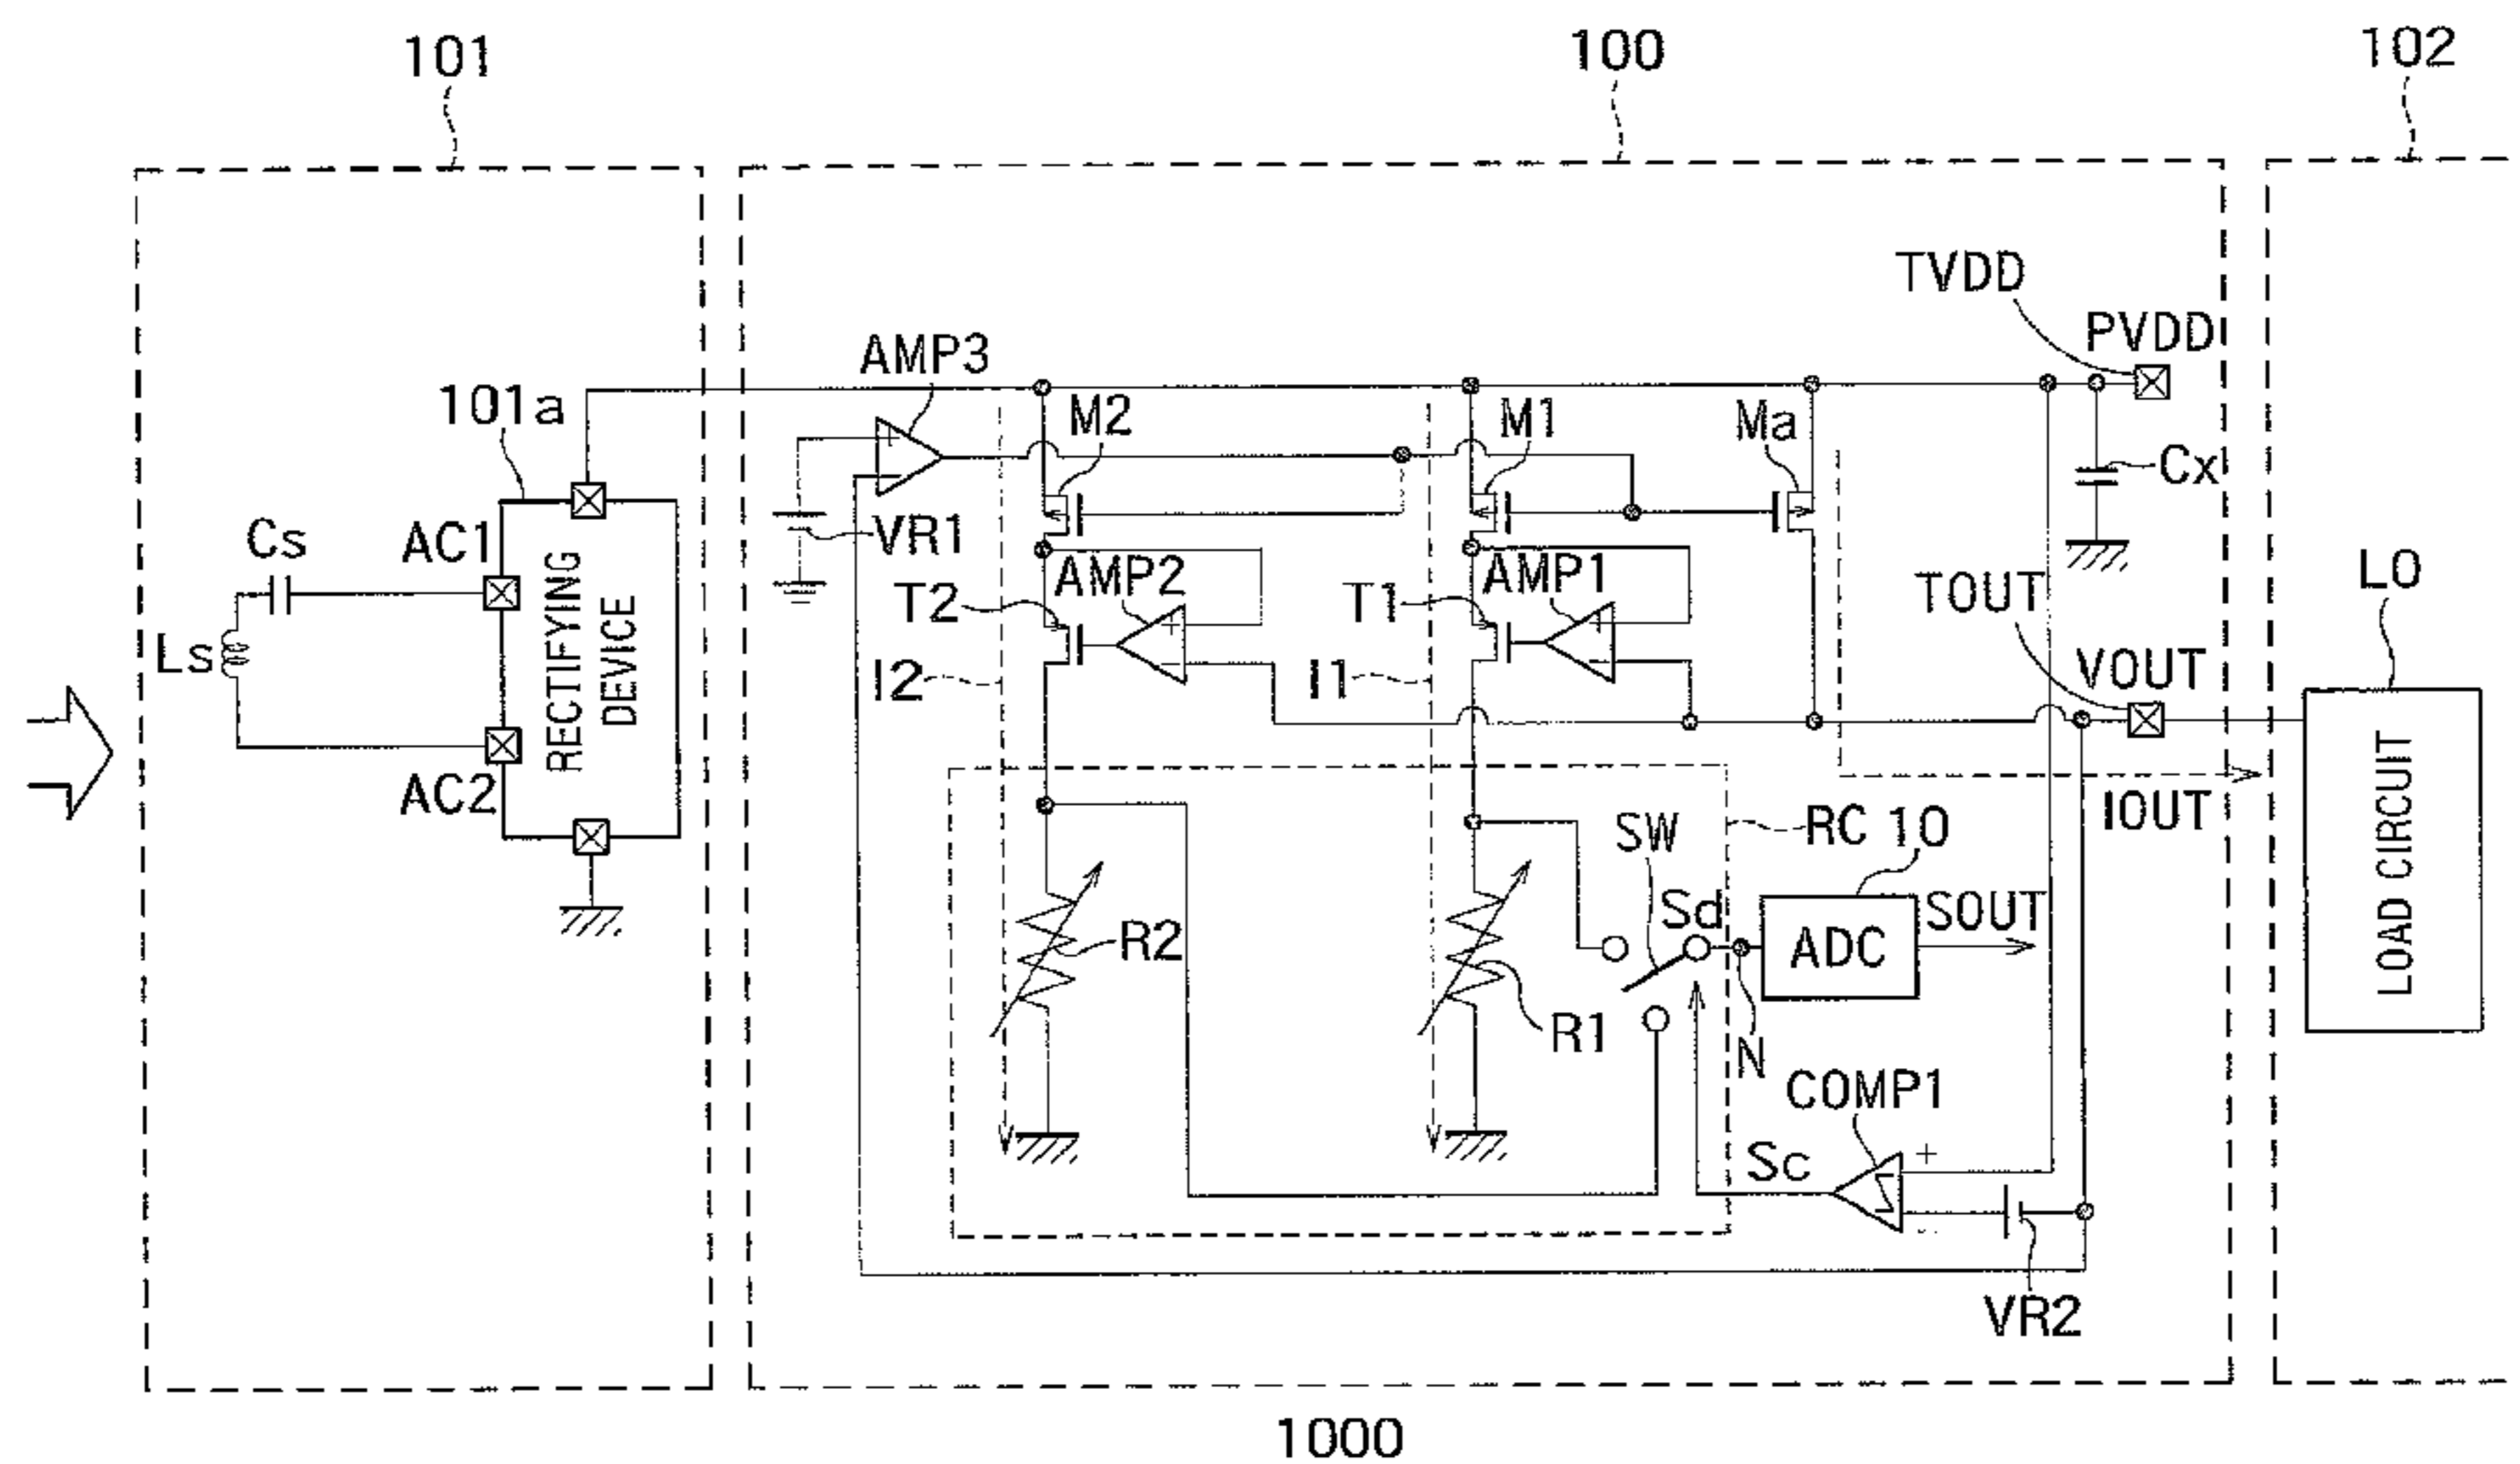 101
100
102
TVDD
PVDD
AMP3
101a
M2
M1
Ma
Cx
VR1
AC1
Cs
AMP2
AMP1
T2
T1
TOUT
LO
Ls
RECTIFYING
DEVICE
I2
I1
VOUT
AC2
IOUT
RC
10
SW
Sd
SOUT
ADC
R2
R1
N
LOAD CIRCUIT
COMP1
+
Sc
VR2
1000